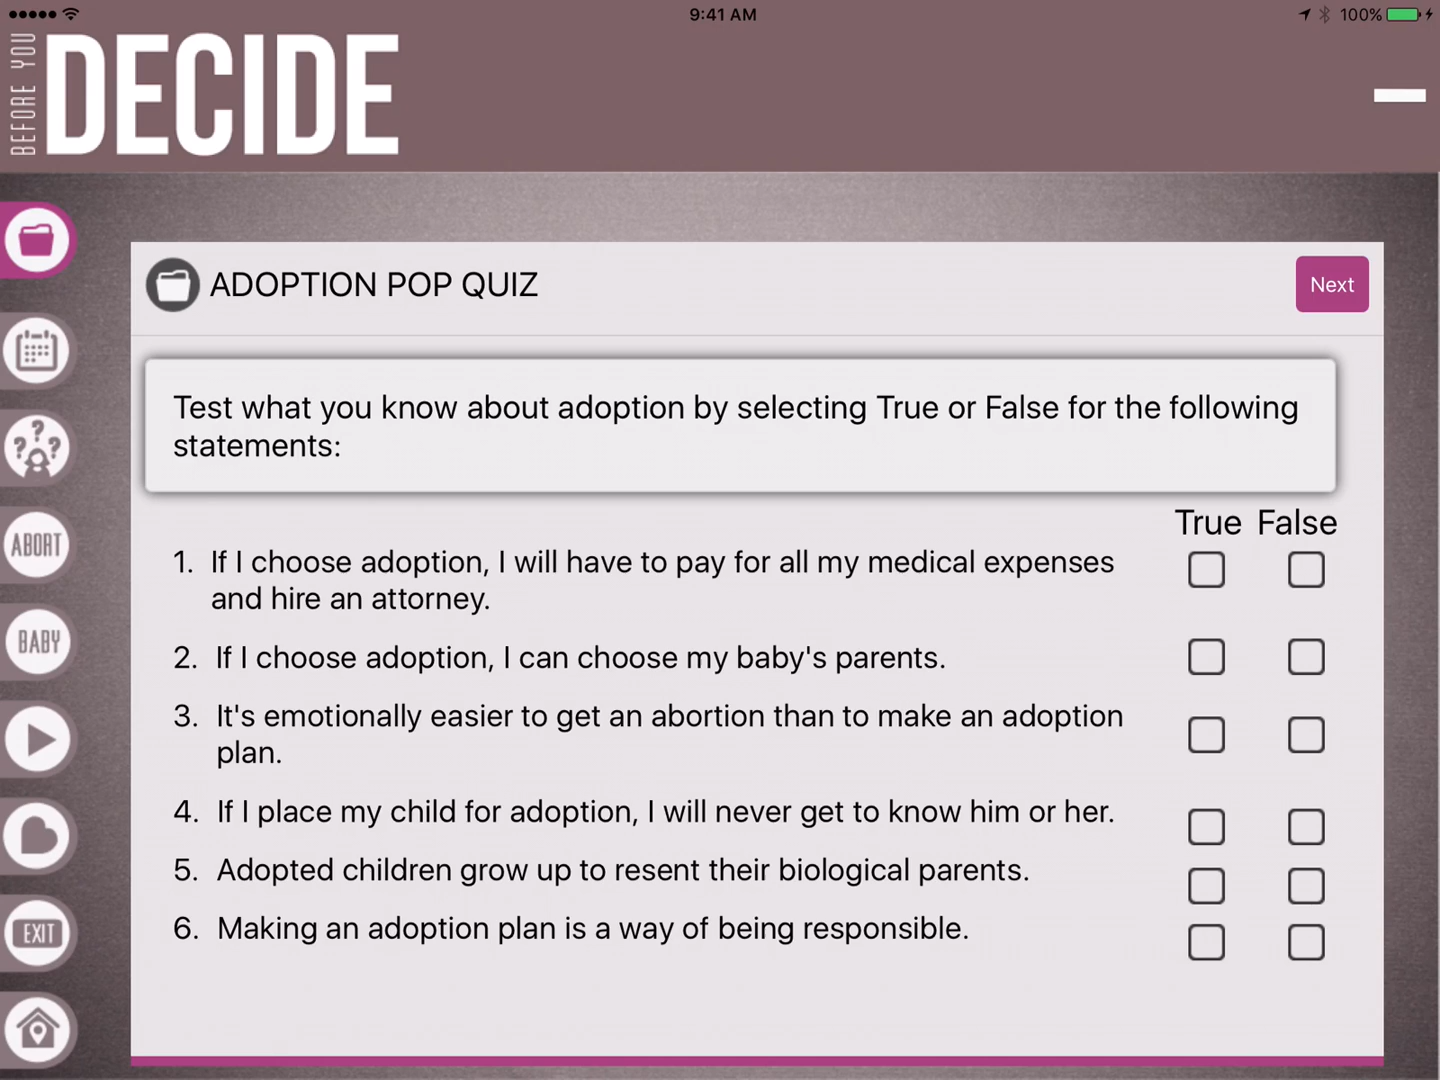 9:41 AM
100%
BEFORE YOU
DECIDE
ADOPTION POP QUIZ
Next
Test what you know about adoption by selecting True or False for the following
statements:
True False
1. If I choose adoption, I will have to pay for all my medical expenses
and hire an attorney.
2. If I choose adoption, I can choose my baby's parents.
3. It's emotionally easier to get an abortion than to make an adoption
plan.
4. If I place my child for adoption, I will never get to know him or her.
5. Adopted children grow up to resent their biological parents.
6. Making an adoption plan is a way of being responsible.
???
ABORT
BABY
EXIT